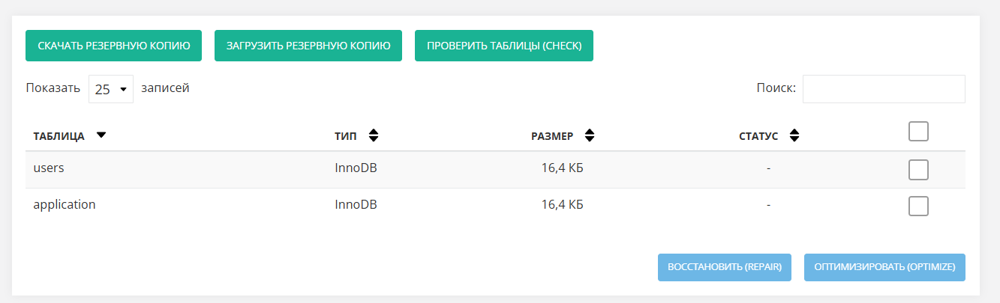 СКАЧАТЬ РЕЗЕРВНУЮ КОПИЮ ЗАГРУЗИТЬ РЕЗЕРВНУЮ КОПИЮ ПРОВЕРИТЬ ТАБЛИЦЫ (CHECK)
Показать 25 записей Поиск:
ТАБЛИЦА ТИП РАЗМЕР СТАТУС
users InnoDB 16,4 КБ -
application InnoDB 16,4 КБ -
ВОССТАНОВИТЬ (REPAIR) ОПТИМИЗИРОВАТЬ (OPTIMIZE)